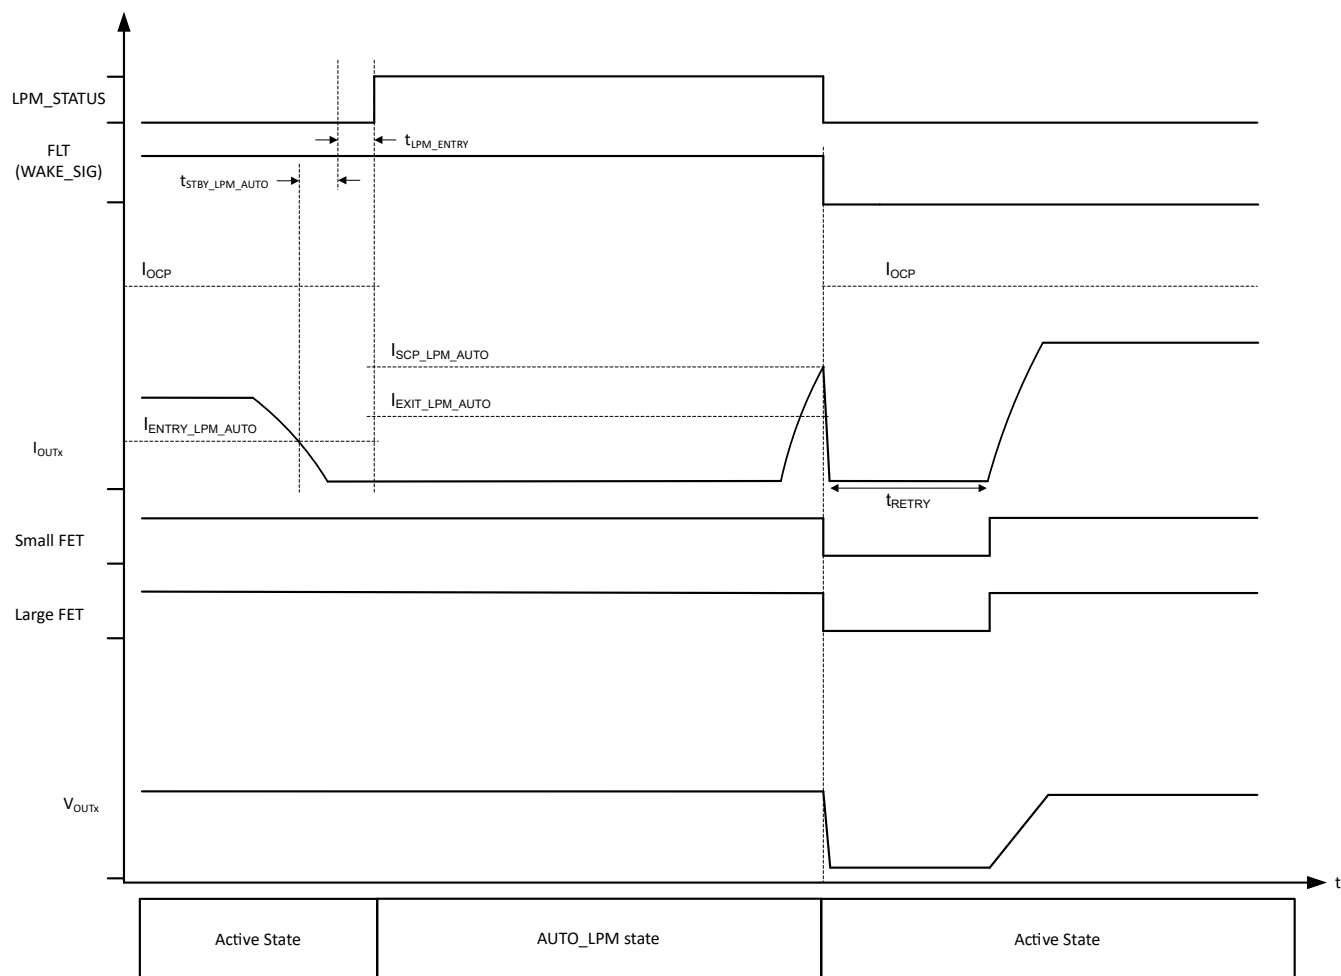 LPM_STATUS
tLPM_ENTRY
FLT
(WAKE_SIG)
tSTBY_LPM_AUTO
IOCP
IOCP
ISCP_LPM_AUTO
IEXIT_LPM_AUTO
IENTRY_LPM_AUTO
IOUTx
tRETRY
Small FET
Large FET
VOUTx
t
Active State
AUTO_LPM state
Active State